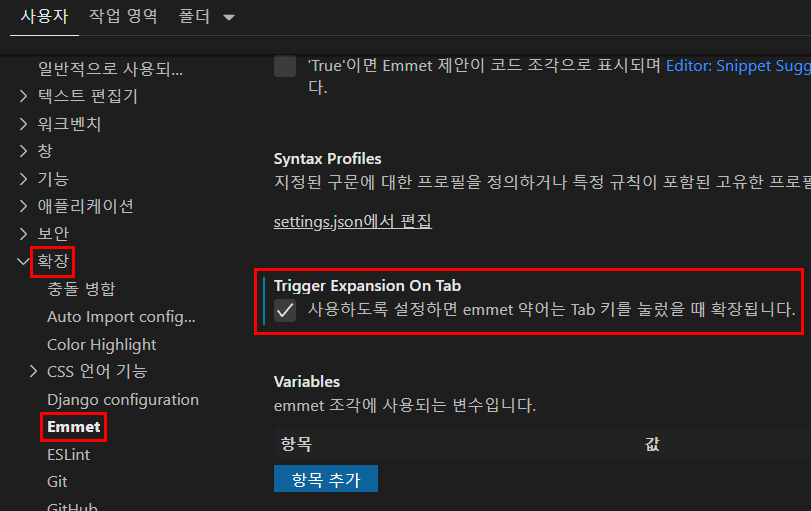 사용자 작업 영역 폴더
일반적으로 사용되...
텍스트 편집기
워크벤치
창
기능
애플리케이션
보안
확장
충돌 병합
Auto Import config...
Color Highlight
CSS 언어 기능
Django configuration
Emmet
ESLint
Git
GitHub
'True'이면 Emmet 제안이 코드 조각으로 표시되며 Editor: Snippet Sugg
다.
Syntax Profiles
지정된 구문에 대한 프로필을 정의하거나 특정 규칙이 포함된 고유한 프로필
settings.json에서 편집
Trigger Expansion On Tab
사용하도록 설정하면 emmet 약어는 Tab 키를 눌렀을 때 확장됩니다.
Variables
emmet 조각에 사용되는 변수입니다.
항목 값
항목 추가